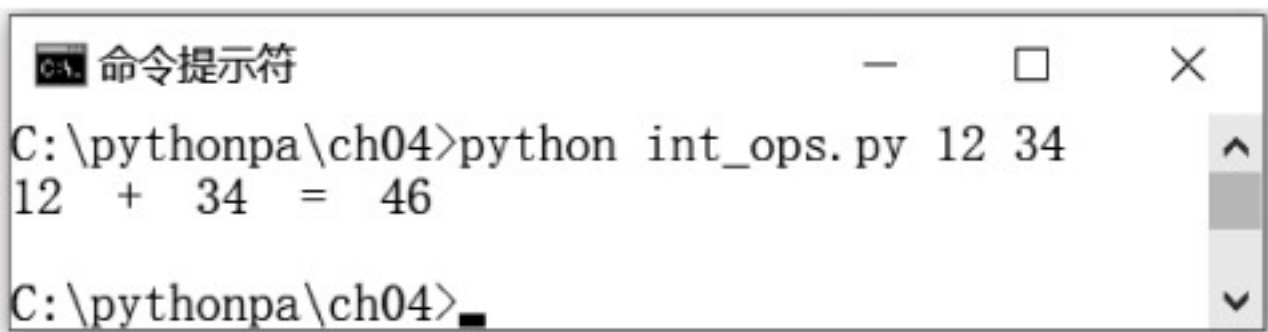 命令提示符
C:\pythonpa\ch04>python int_ops.py 12 34
12  +  34  =  46
C:\pythonpa\ch04>